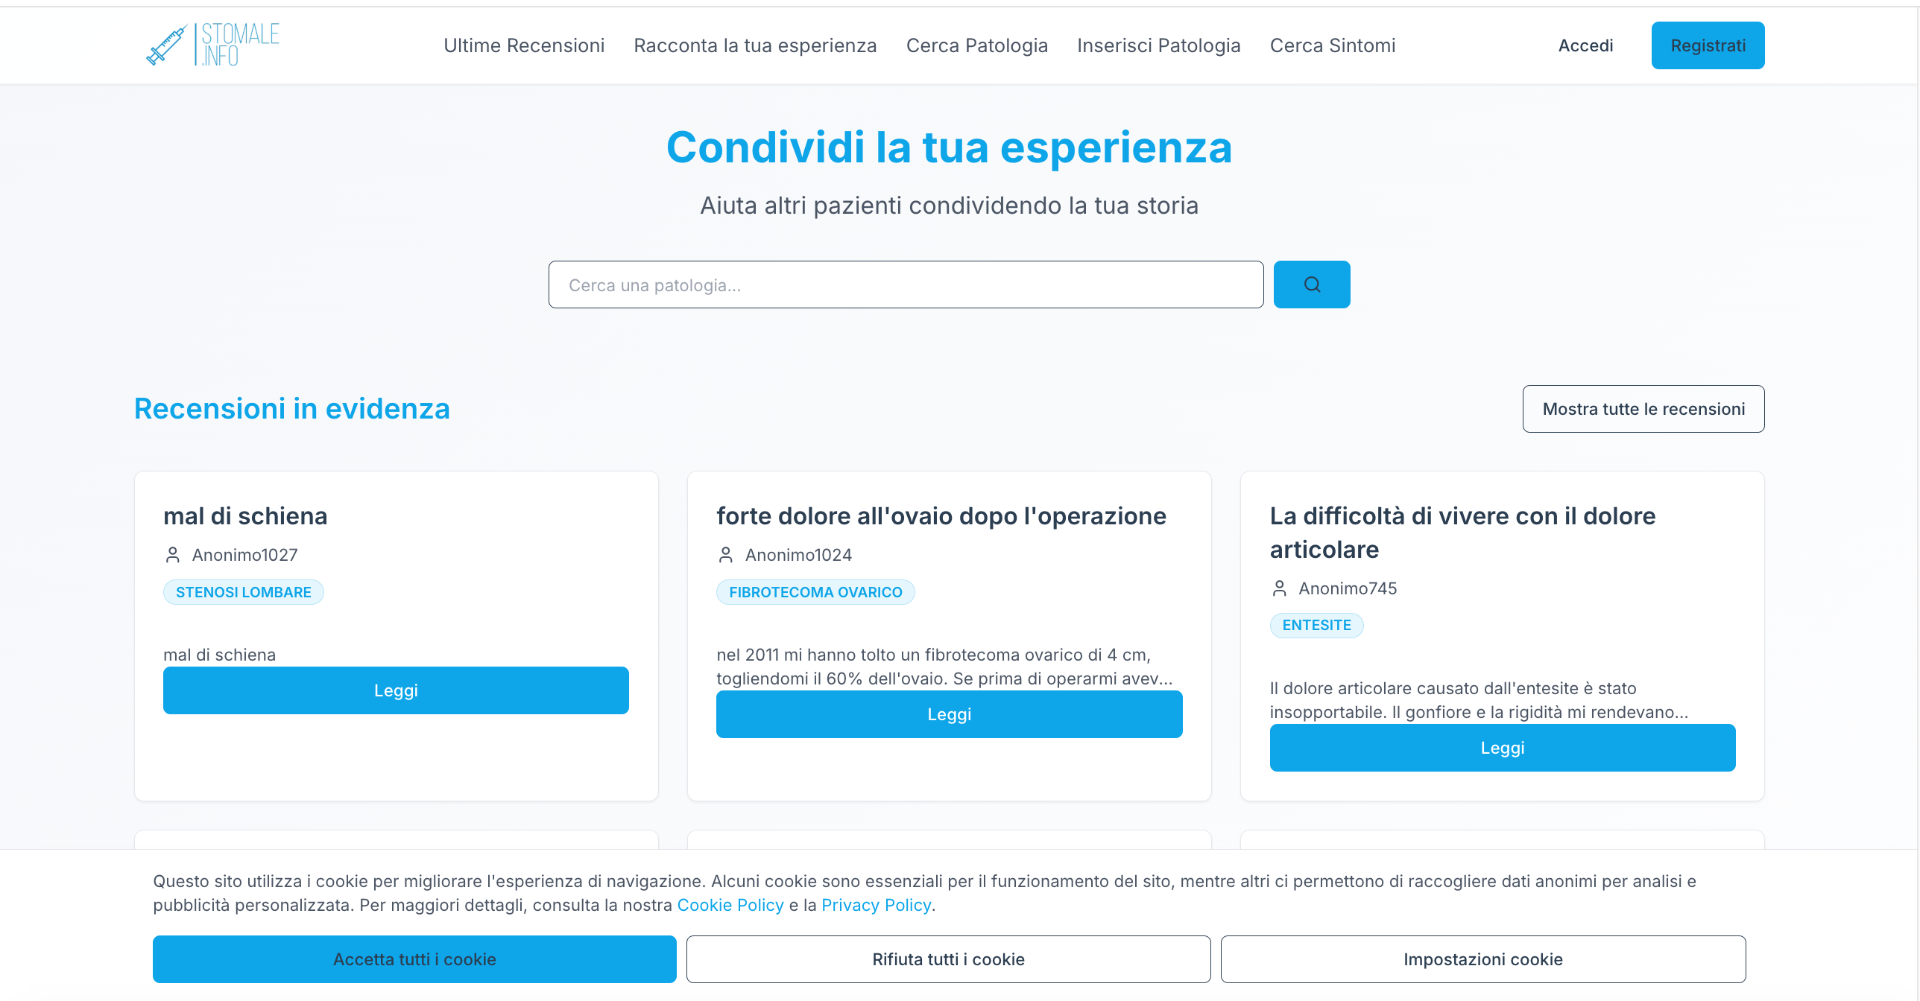 STOMALE
.INFO
Ultime Recensioni
Racconta la tua esperienza
Cerca Patologia
Inserisci Patologia
Cerca Sintomi
Accedi
Registrati
Condividi la tua esperienza
Aiuta altri pazienti condividendo la tua storia
Cerca una patologia...
Recensioni in evidenza
Mostra tutte le recensioni
mal di schiena
Anonimo1027
STENOSI LOMBARE
mal di schiena
Leggi
forte dolore all'ovaio dopo l'operazione
Anonimo1024
FIBROTECOMA OVARICO
nel 2011 mi hanno tolto un fibrotecoma ovarico di 4 cm,
togliendomi il 60% dell'ovaio. Se prima di operarmi avev...
Leggi
La difficoltà di vivere con il dolore
articolare
Anonimo745
ENTESITE
Il dolore articolare causato dall'entesite è stato
insopportabile. Il gonfiore e la rigidità mi rendevano...
Leggi
Questo sito utilizza i cookie per migliorare l'esperienza di navigazione. Alcuni cookie sono essenziali per il funzionamento del sito, mentre altri ci permettono di raccogliere dati anonimi per analisi e
pubblicità personalizzata. Per maggiori dettagli, consulta la nostra Cookie Policy e la Privacy Policy.
Accetta tutti i cookie
Rifiuta tutti i cookie
Impostazioni cookie